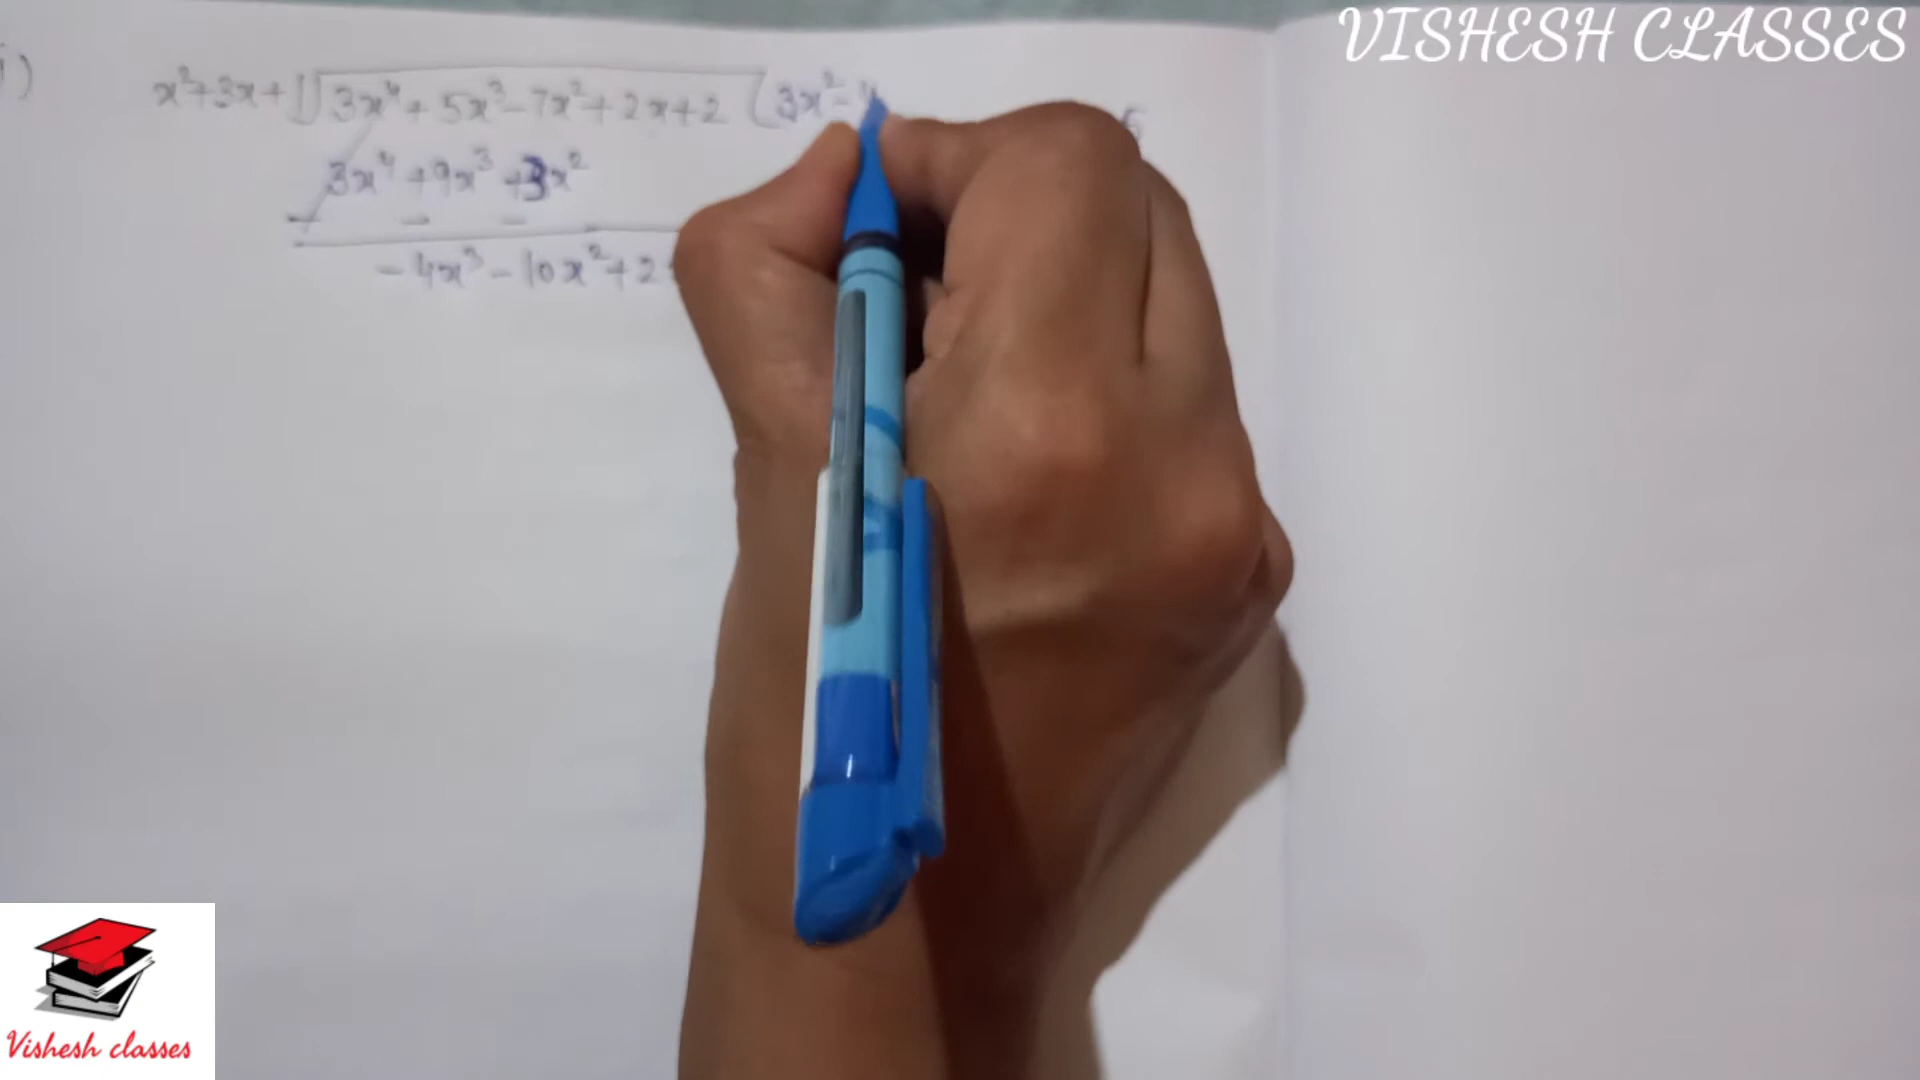 VISHESH CLASSES
i)
x²+3x+1 3x⁴+5x³-7x²+2x+2 (3x²-4
3x⁴+9x³+3x²
- - -
-4x³-10x²+2
Vishesh classes